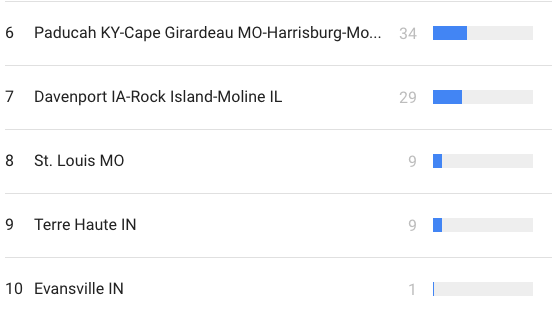 6 Paducah KY-Cape Girardeau MO-Harrisburg-Mo... 34
7 Davenport IA-Rock Island-Moline IL 29
8 St. Louis MO 9
9 Terre Haute IN 9
10 Evansville IN 1